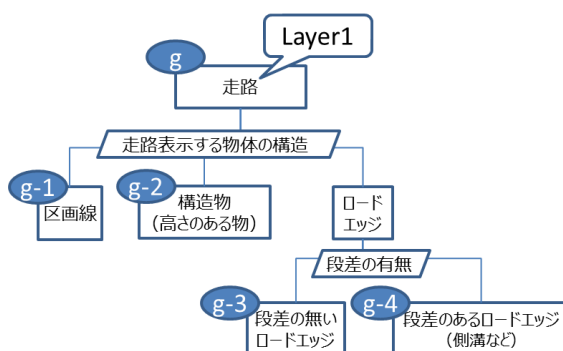 Layer1
g
走路
走路表示する物体の構造
g-1
区画線
g-2
構造物
（高さのある物）
ロード
エッジ
段差の有無
g-3
段差の無い
ロードエッジ
g-4
段差のあるロードエッジ
（側溝など）